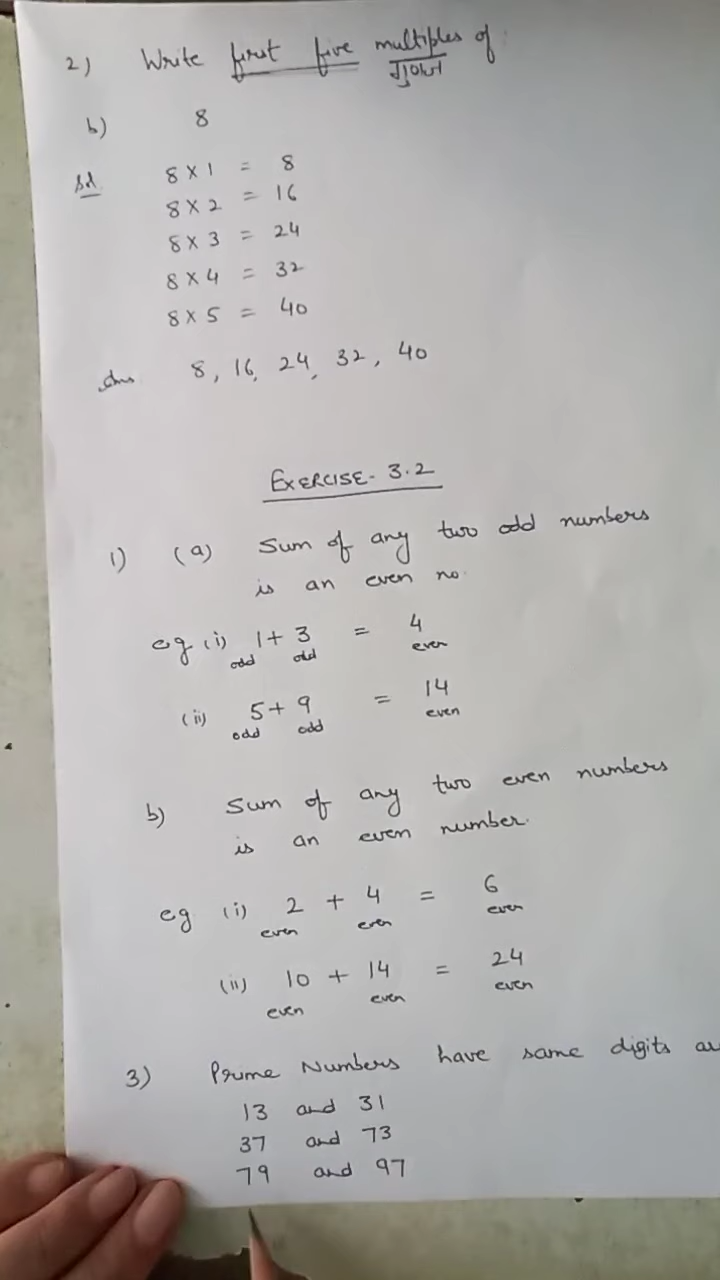 2) Write first five multiples of
गुणज
b) 8
Sol. 8 X 1 = 8
8 X 2 = 16
8 X 3 = 24
8 X 4 = 32
8 X 5 = 40
Ans 8, 16, 24, 32, 40
EXERCISE- 3.2
1) (a) Sum of any two odd numbers
is an even no.
eg (i) 1 + 3 = 4
odd odd even
(ii) 5 + 9 = 14
odd odd even
b) Sum of any two even numbers
is an even number.
eg (i) 2 + 4 = 6
even even even
(ii) 10 + 14 = 24
even even even
3) Prime Numbers have same digits
13 and 31
37 and 73
79 and 97